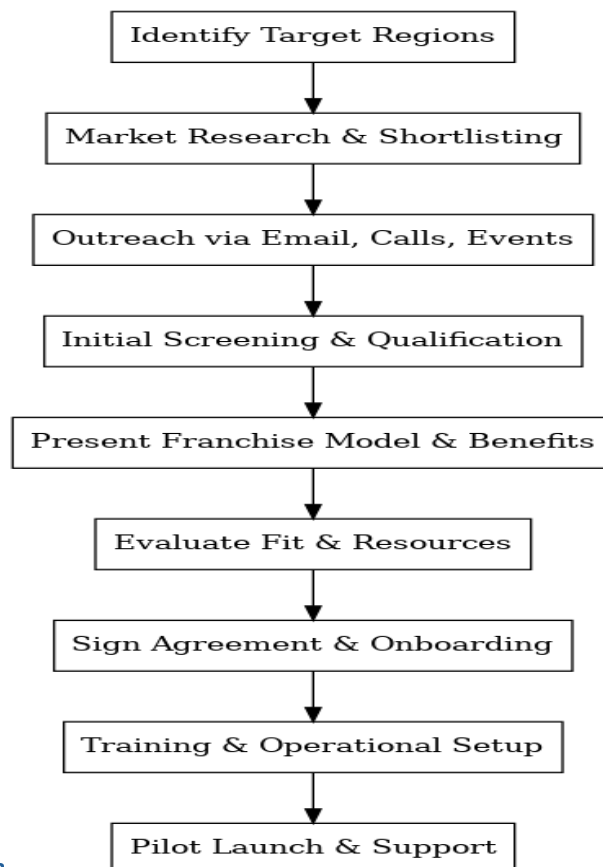 Identify Target Regions
Market Research & Shortlisting
Outreach via Email, Calls, Events
Initial Screening & Qualification
Present Franchise Model & Benefits
Evaluate Fit & Resources
Sign Agreement & Onboarding
Training & Operational Setup
Pilot Launch & Support